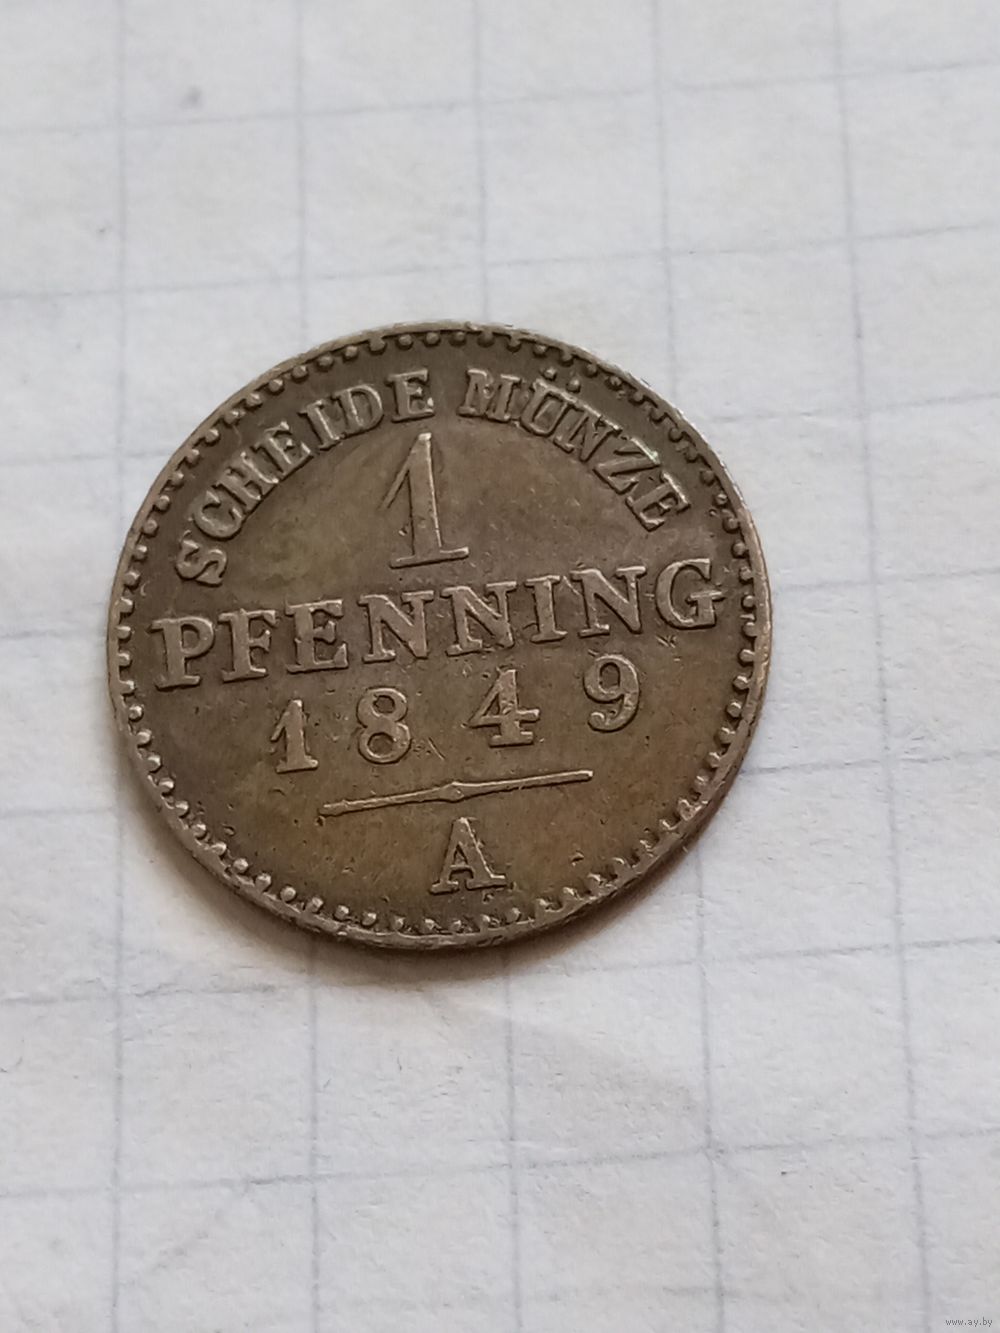 SCHEIDE MÜNZE
1
PFENNING
1849
A
www.ay.by